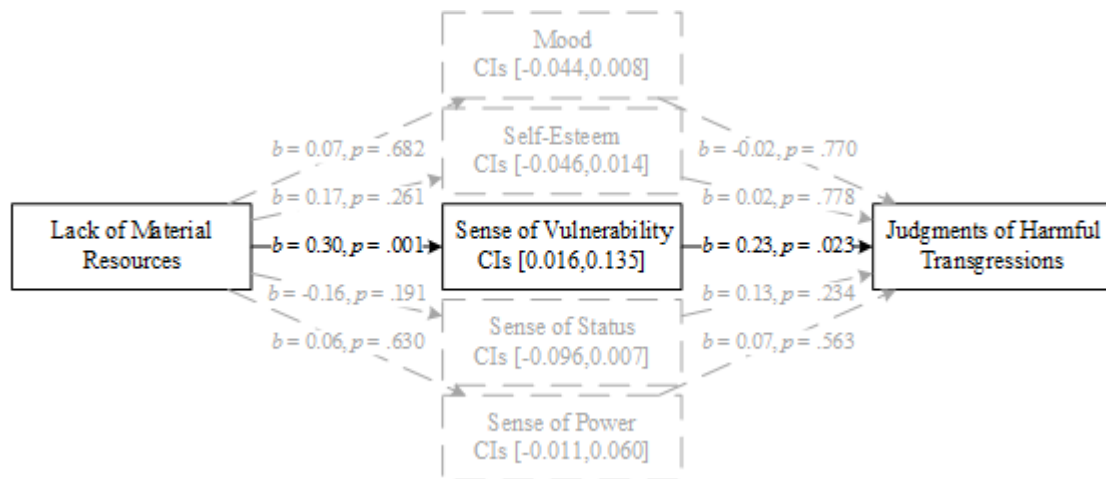 Mood
CIs [-0.044,0.008]
Self-Esteem
CIs [-0.046,0.014]
b = 0.07, p = .682
b = -0.02, p = .770
b = 0.17, p = .261
b = 0.02, p = .778
Lack of Material
Resources
b = 0.30, p = .001
Sense of Vulnerability
CIs [0.016,0.135]
b = 0.23, p = .023
Judgments of Harmful
Transgressions
b = -0.16, p = .191
b = 0.13, p = .234
Sense of Status
CIs [-0.096,0.007]
b = 0.06, p = .630
b = 0.07, p = .563
Sense of Power
CIs [-0.011,0.060]